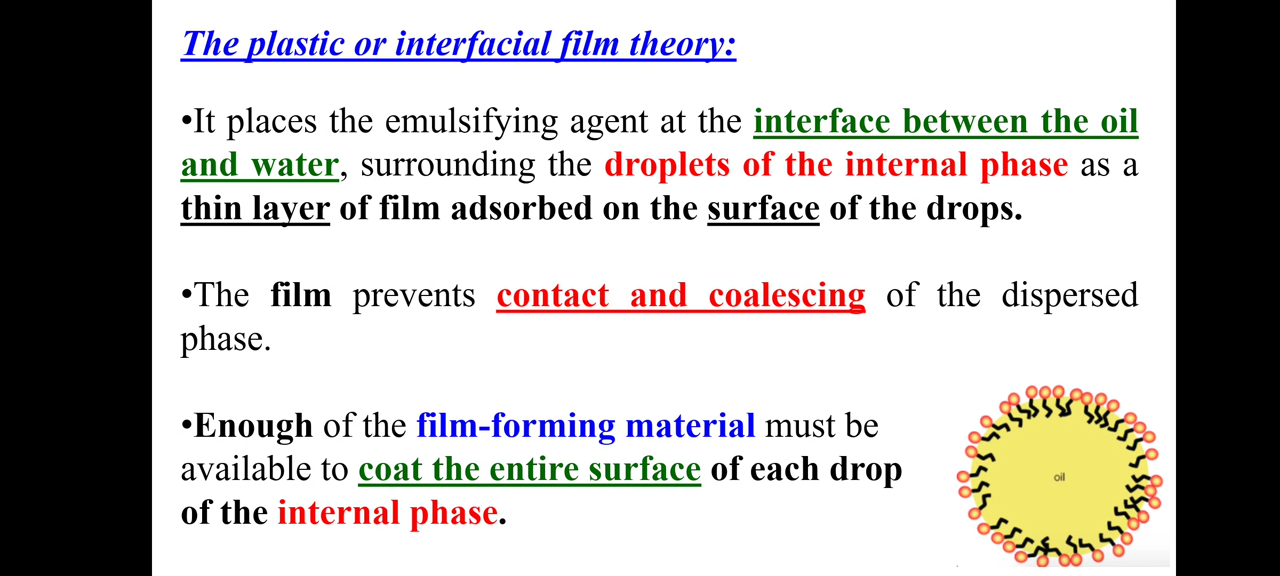 The plastic or interfacial film theory:
•It places the emulsifying agent at the interface between the oil
and water, surrounding the droplets of the internal phase as a
thin layer of film adsorbed on the surface of the drops.
•The film prevents contact and coalescing of the dispersed
phase.
•Enough of the film-forming material must be
available to coat the entire surface of each drop
of the internal phase.
oil